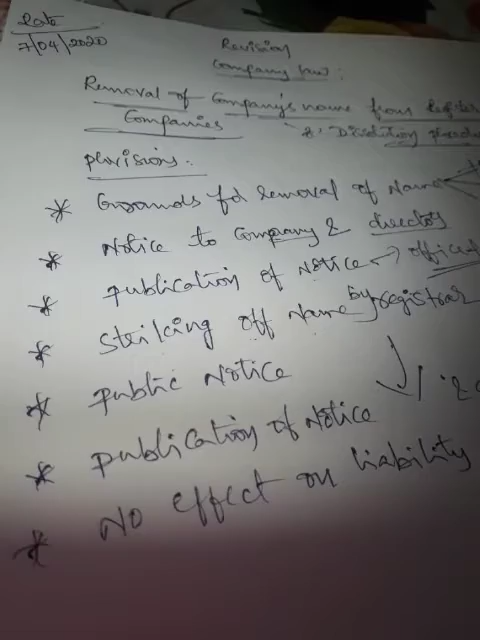 Date
7/04/2020
Revision
Company law:
Removal of Company's name from
Companies & Dissolution
Provisions:
* Grounds for removal of Name
* Notice to Company & directors
* publication of Notice
* Striking off Name by registrar
* public Notice
* publication of Notice
* No effect on liability